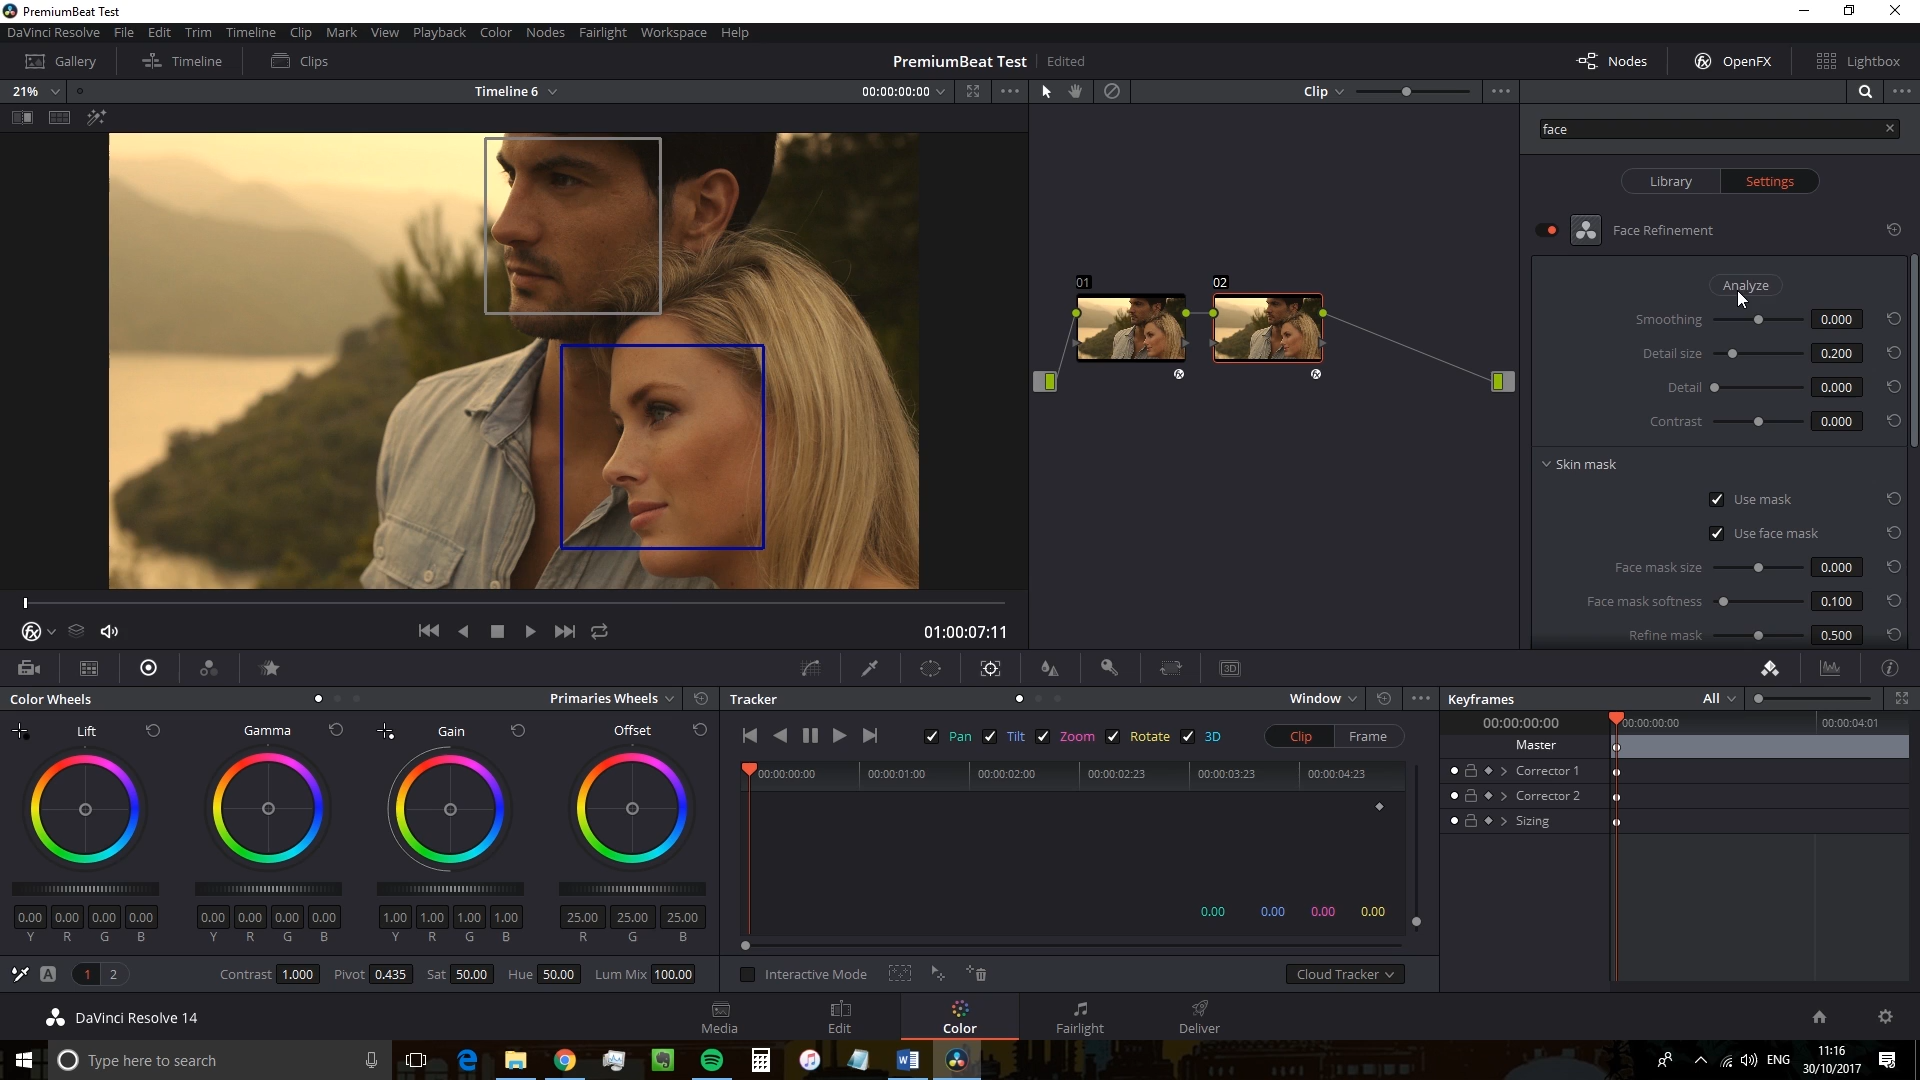 PremiumBeat Test
DaVinci Resolve File Edit Trim Timeline Clip Mark View Playback Color Nodes Fairlight Workspace Help
Gallery Timeline Clips PremiumBeat Test Edited Nodes OpenFX Lightbox
21% Timeline 6 00:00:00:00 Clip
face
Library Settings
Face Refinement
Analyze
01 02
Smoothing 0.000
Detail size 0.200
Detail 0.000
Contrast 0.000
Skin mask
Use mask
Use face mask
Face mask size 0.000
Face mask softness 0.100
Refine mask 0.500
01:00:07:11
3D
Color Wheels Primaries Wheels Tracker Window Keyframes All
Lift Gamma Gain Offset
Pan Tilt Zoom Rotate 3D Clip Frame
00:00:00:00 00:00:00:00 00:00:04:01
Master
Corrector 1
Corrector 2
Sizing
00:00:00:00 00:00:01:00 00:00:02:00 00:00:02:23 00:00:03:23 00:00:04:23
0.00 0.00 0.00 0.00
0.00 0.00 0.00 0.00 0.00 0.00 0.00 0.00 1.00 1.00 1.00 1.00 25.00 25.00 25.00
Y R G B Y R G B Y R G B R G B
A 1 2 Contrast 1.000 Pivot 0.435 Sat 50.00 Hue 50.00 Lum Mix 100.00
Interactive Mode Cloud Tracker
DaVinci Resolve 14
Media Edit Color Fairlight Deliver
Type here to search
ENG
11:16
30/10/2017